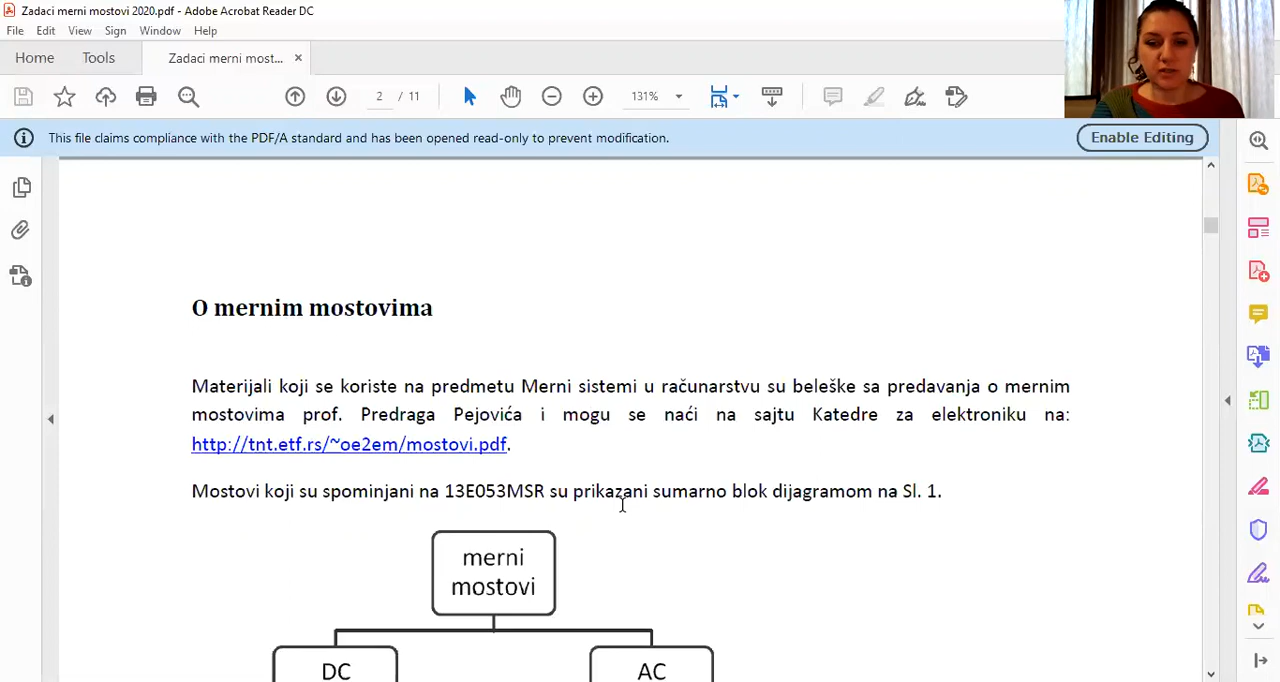 Zadaci merni mostovi 2020.pdf - Adobe Acrobat Reader DC
File Edit View Sign Window Help
Home Tools Zadaci merni most... ×
2 / 11 131%
This file claims compliance with the PDF/A standard and has been opened read-only to prevent modification. Enable Editing
O mernim mostovima
Materijali koji se koriste na predmetu Merni sistemi u računarstvu su beleške sa predavanja o mernim
mostovima prof. Predraga Pejovića i mogu se naći na sajtu Katedre za elektroniku na:
http://tnt.etf.rs/~oe2em/mostovi.pdf.
Mostovi koji su spominjani na 13E053MSR su prikazani sumarno blok dijagramom na Sl. 1.
merni
mostovi
DC AC